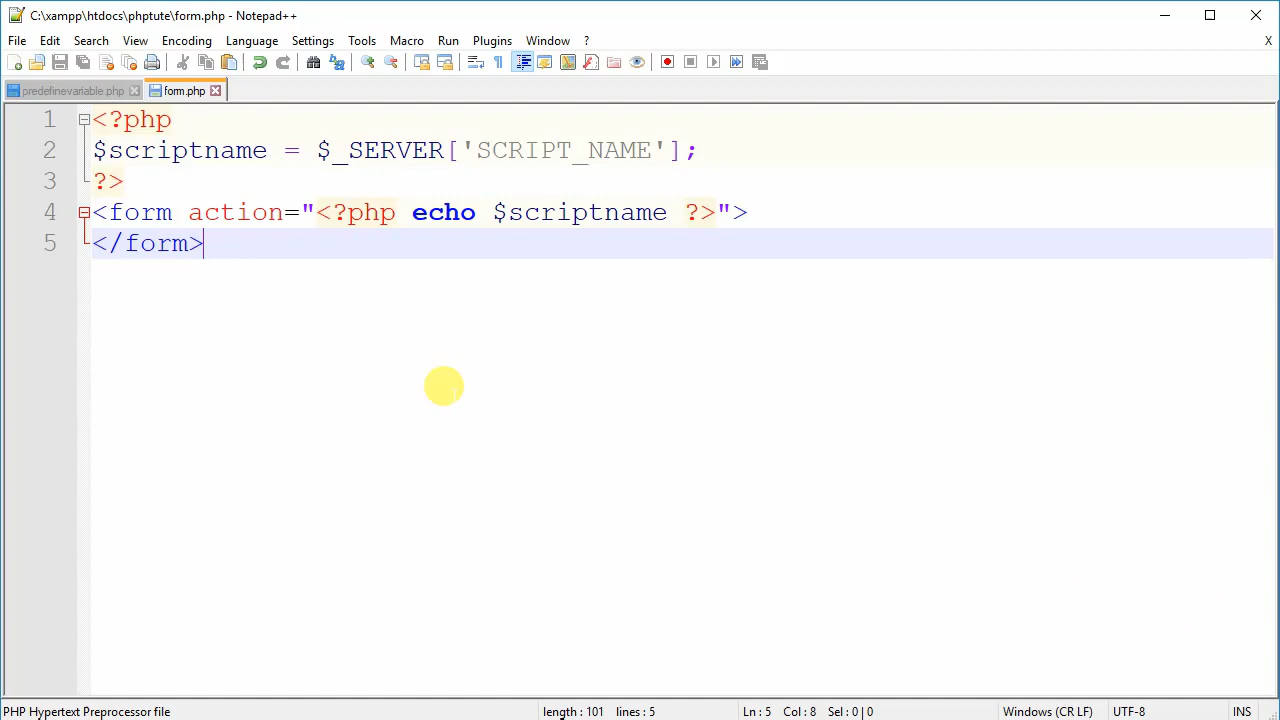 C:\xampp\htdocs\phptute\form.php - Notepad++
File Edit Search View Encoding Language Settings Tools Macro Run Plugins Window ? X
predefinevariable.php form.php
1 <?php
2 $scriptname = $_SERVER['SCRIPT_NAME'];
3 ?>
4 <form action="<?php echo $scriptname ?>">
5 </form>
PHP Hypertext Preprocessor file length : 101 lines : 5 Ln : 5 Col : 8 Sel : 0 | 0 Windows (CR LF) UTF-8 INS